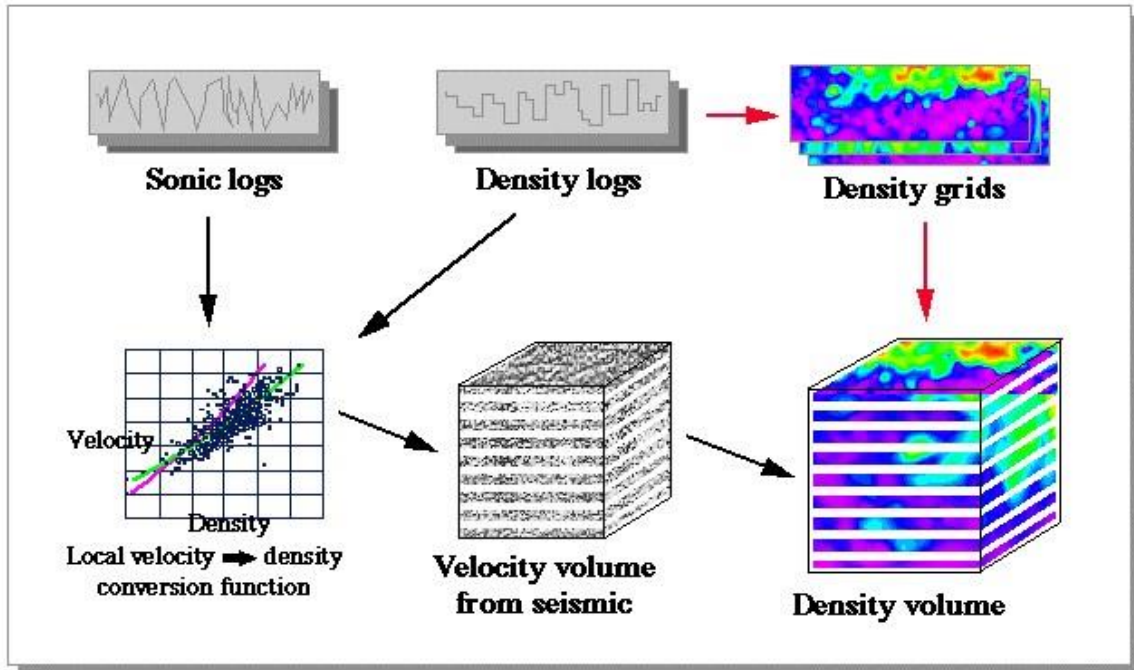 Sonic logs
Density logs
Density grids
Velocity
Density
Local velocity ➡ density
conversion function
Velocity volume
from seismic
Density volume